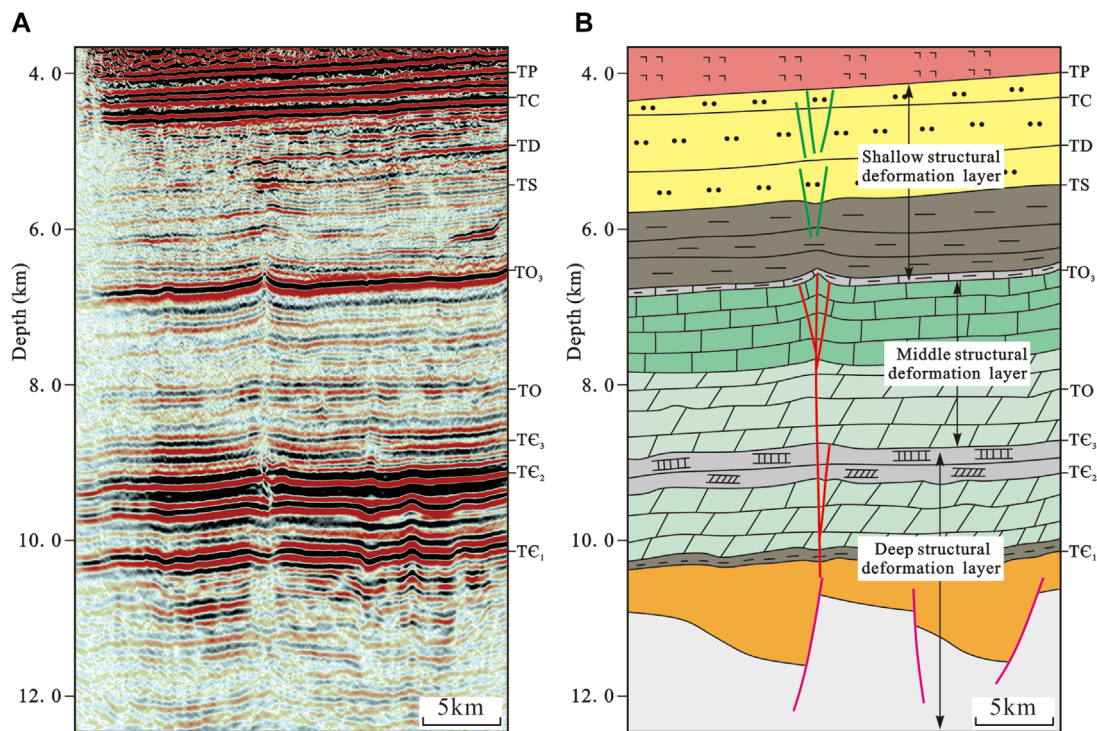 A
Depth (km)
4. 0
6. 0
8. 0
10. 0
12. 0
TP
TC
TD
TS
TO₃
TO
TЄ₃
TЄ₂
TЄ₁
5km
B
Depth (km)
4. 0
6. 0
8. 0
10. 0
12. 0
Shallow structural
deformation layer
Middle structural
deformation layer
Deep structural
deformation layer
TP
TC
TD
TS
TO₃
TO
TЄ₃
TЄ₂
TЄ₁
5km